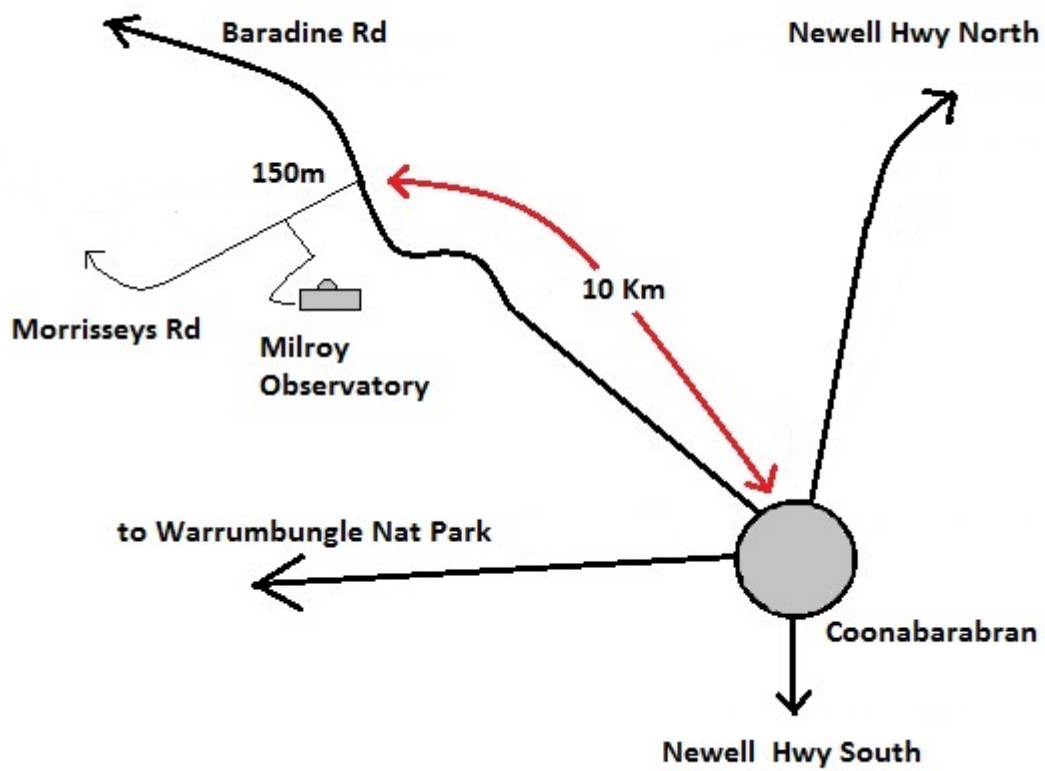 Baradine Rd
Newell Hwy North
150m
10 Km
Morrisseys Rd
Milroy
Observatory
to Warrumbungle Nat Park
Coonabarabran
Newell Hwy South